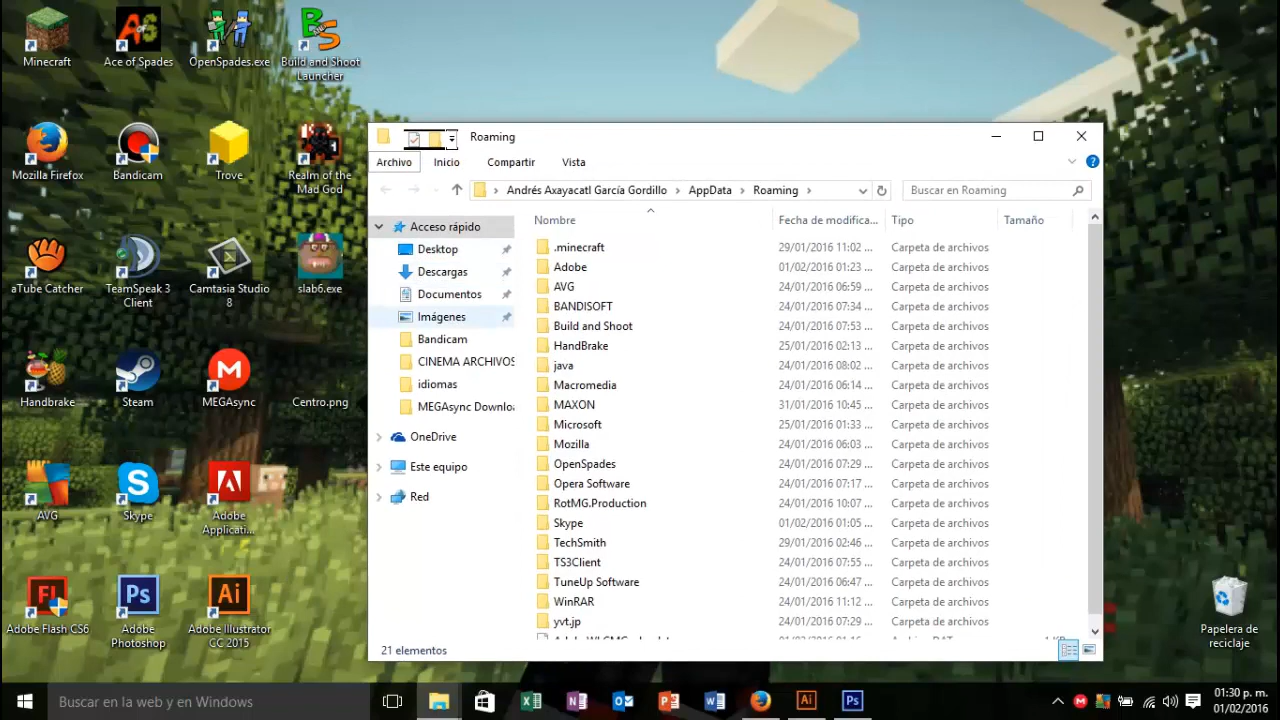 Minecraft
Ace of Spades
OpenSpades.exe
Build and Shoot
Launcher
Mozilla Firefox
Bandicam
Trove
Realm of the
Mad God
aTube Catcher
TeamSpeak 3
Client
Camtasia Studio
8
slab6.exe
Handbrake
Steam
MEGAsync
Centro.png
AVG
Skype
Adobe
Applicati...
Adobe Flash CS6
Adobe
Photoshop
Adobe Illustrator
CC 2015
Papelera de
reciclaje
Roaming
Archivo Inicio Compartir Vista
Andrés Axayacatl García Gordillo AppData Roaming
Buscar en Roaming
Acceso rápido
Desktop
Descargas
Documentos
Imágenes
Bandicam
CINEMA ARCHIVOS
idiomas
MEGAsync Downlo
OneDrive
Este equipo
Red
Nombre Fecha de modifica... Tipo Tamaño
.minecraft 29/01/2016 11:02 ... Carpeta de archivos
Adobe 01/02/2016 01:23 ... Carpeta de archivos
AVG 24/01/2016 06:59 ... Carpeta de archivos
BANDISOFT 24/01/2016 07:34 ... Carpeta de archivos
Build and Shoot 24/01/2016 07:53 ... Carpeta de archivos
HandBrake 25/01/2016 02:13 ... Carpeta de archivos
java 24/01/2016 08:02 ... Carpeta de archivos
Macromedia 24/01/2016 06:14 ... Carpeta de archivos
MAXON 31/01/2016 10:45 ... Carpeta de archivos
Microsoft 25/01/2016 01:33 ... Carpeta de archivos
Mozilla 24/01/2016 06:03 ... Carpeta de archivos
OpenSpades 24/01/2016 07:29 ... Carpeta de archivos
Opera Software 24/01/2016 07:17 ... Carpeta de archivos
RotMG.Production 24/01/2016 10:07 ... Carpeta de archivos
Skype 01/02/2016 01:05 ... Carpeta de archivos
TechSmith 29/01/2016 02:46 ... Carpeta de archivos
TS3Client 24/01/2016 07:55 ... Carpeta de archivos
TuneUp Software 24/01/2016 06:47 ... Carpeta de archivos
WinRAR 24/01/2016 11:12 ... Carpeta de archivos
yvt.jp 24/01/2016 07:29 ... Carpeta de archivos
21 elementos
Buscar en la web y en Windows
01:30 p. m.
01/02/2016